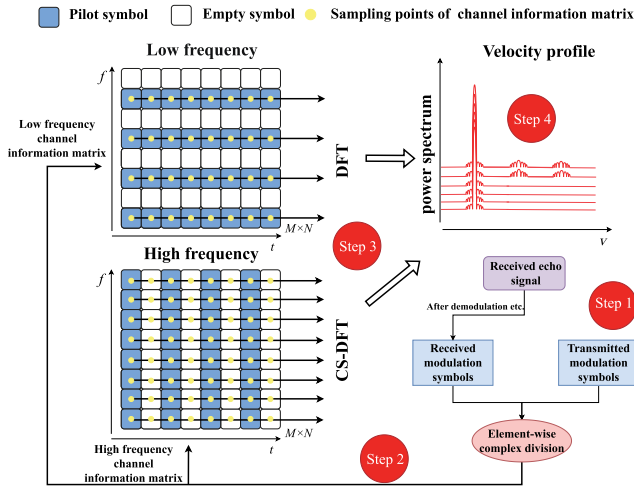 Pilot symbol
Empty symbol
Sampling points of channel information matrix
Low frequency
Velocity profile
f
Low frequency
channel
information matrix
DFT
M×N
t
power spectrum
Step 4
V
High frequency
Step 3
f
CS-DFT
M×N
t
Received echo
signal
Step 1
After demodulation etc.
Received
modulation
symbols
Transmitted
modulation
symbols
Element-wise
complex division
Step 2
High frequency
channel
information matrix